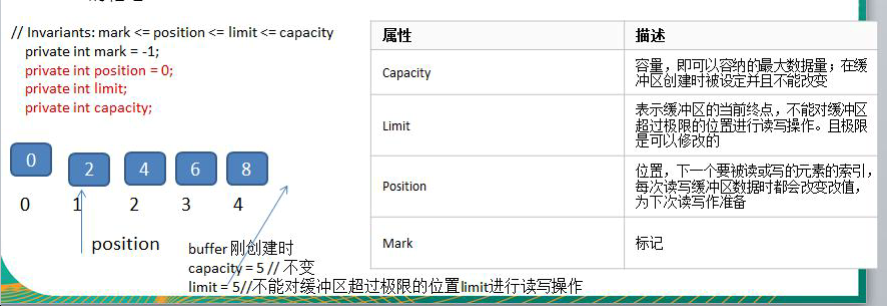 // Invariants: mark <= position <= limit <= capacity
private int mark = -1;
private int position = 0;
private int limit;
private int capacity;
0
2
4
6
8
0
1
2
3
4
position
buffer 刚创建时
capacity = 5 // 不变
limit = 5//不能对缓冲区超过极限的位置limit进行读写操作
属性
描述
Capacity
容量，即可以容纳的最大数据量；在缓
冲区创建时被设定并且不能改变
Limit
表示缓冲区的当前终点，不能对缓冲区
超过极限的位置进行读写操作。且极限
是可以修改的
Position
位置，下一个要被读或写的元素的索引，
每次读写缓冲区数据时都会改变改值，
为下次读写作准备
Mark
标记